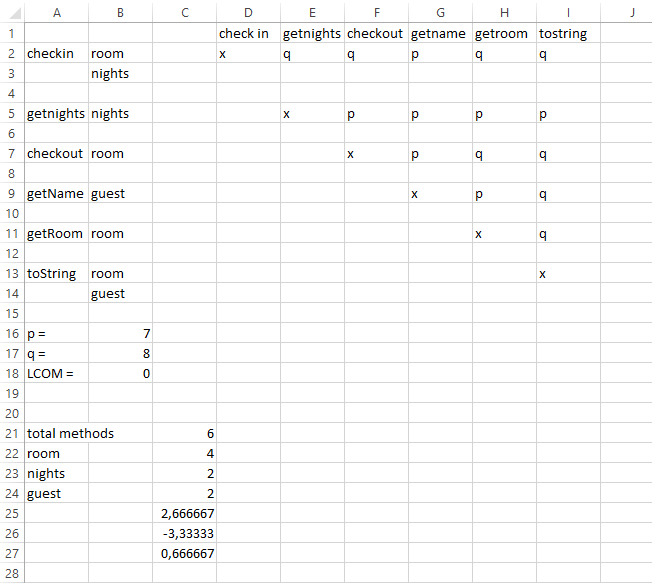 A B C D E F G H I J
1 check in getnights checkout getname getroom tostring
2 checkin room x q q p q q
3 nights
4
5 getnights nights x p p p p
6
7 checkout room x p q q
8
9 getName guest x p q
10
11 getRoom room x q
12
13 toString room x
14 guest
15
16 p = 7
17 q = 8
18 LCOM = 0
19
20
21 total methods 6
22 room 4
23 nights 2
24 guest 2
25 2,666667
26 -3,33333
27 0,666667
28